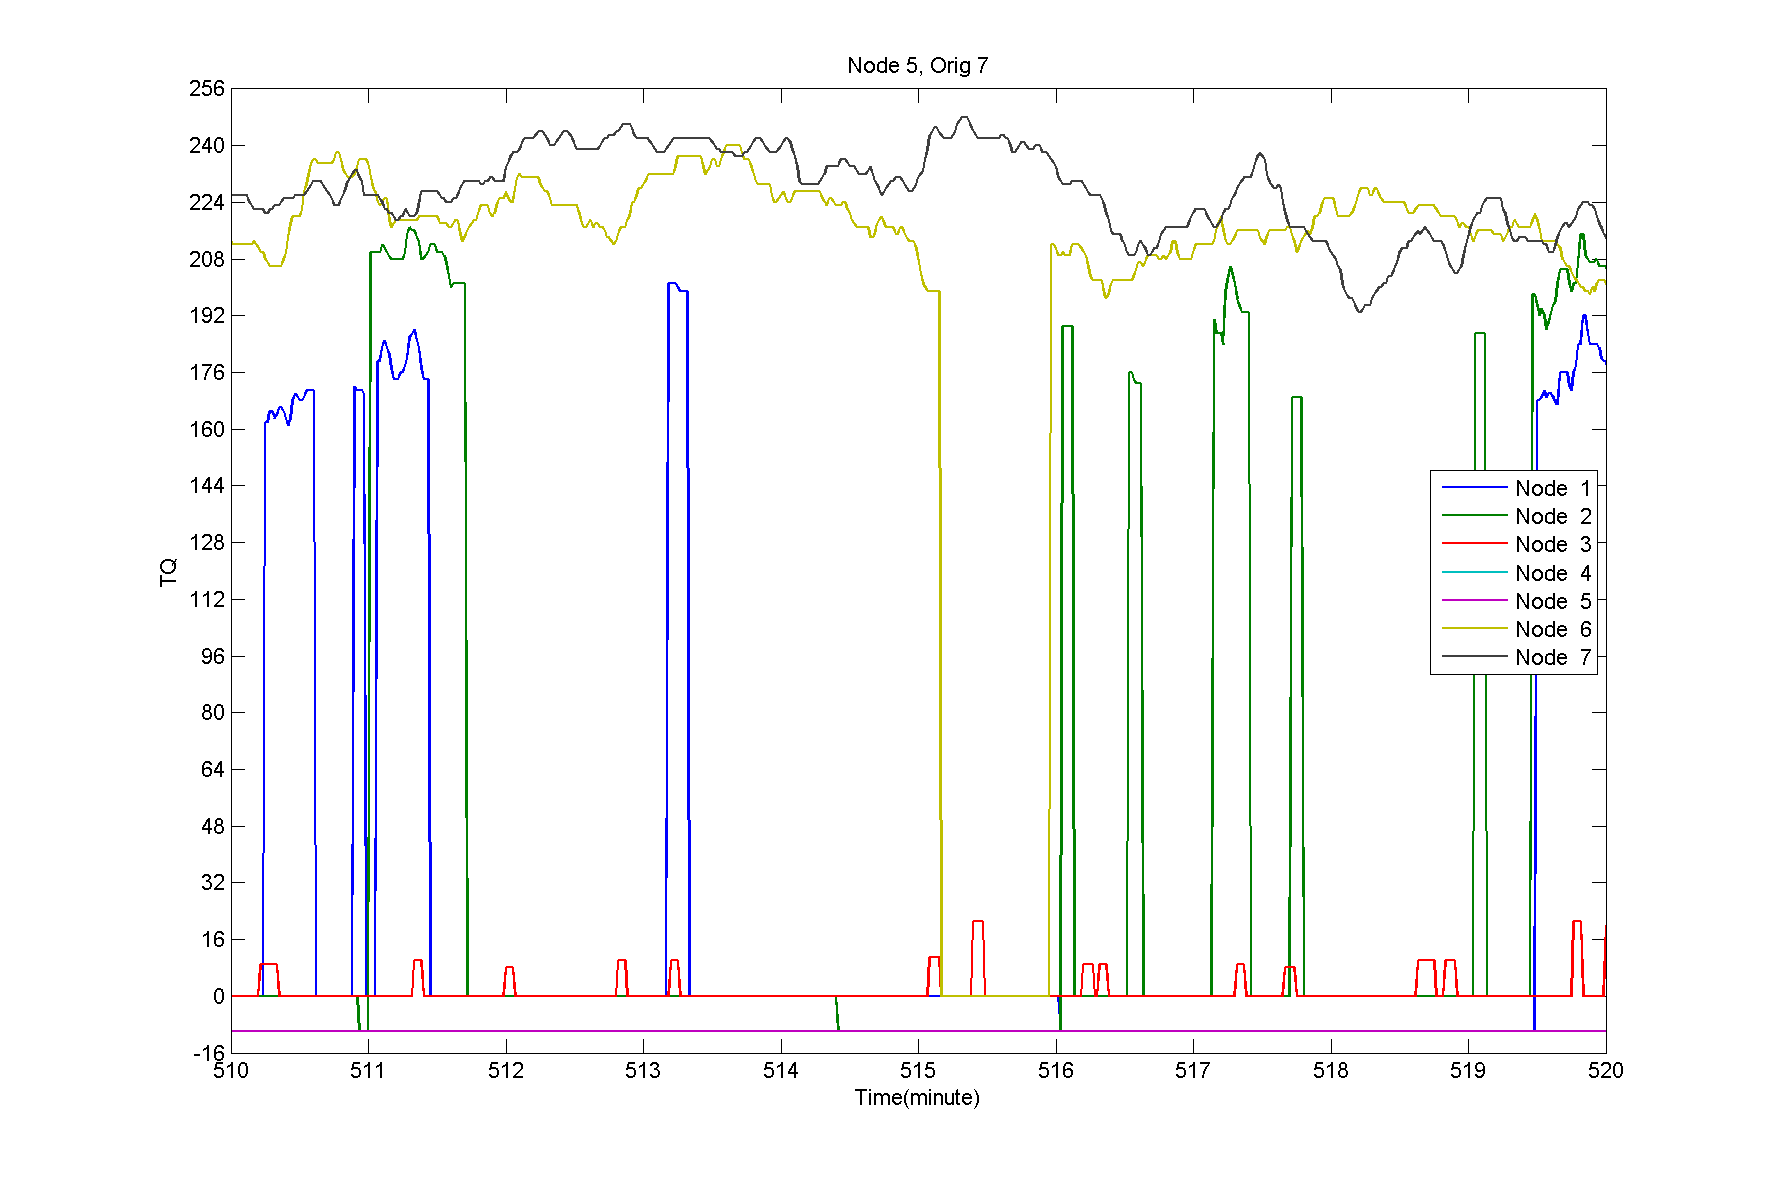 Node 5, Orig 7
256
240
224
208
192
176
160
144
128
112
96
80
64
48
32
16
0
-16
TQ
510 511 512 513 514 515 516 517 518 519 520
Time(minute)
Node 1
Node 2
Node 3
Node 4
Node 5
Node 6
Node 7